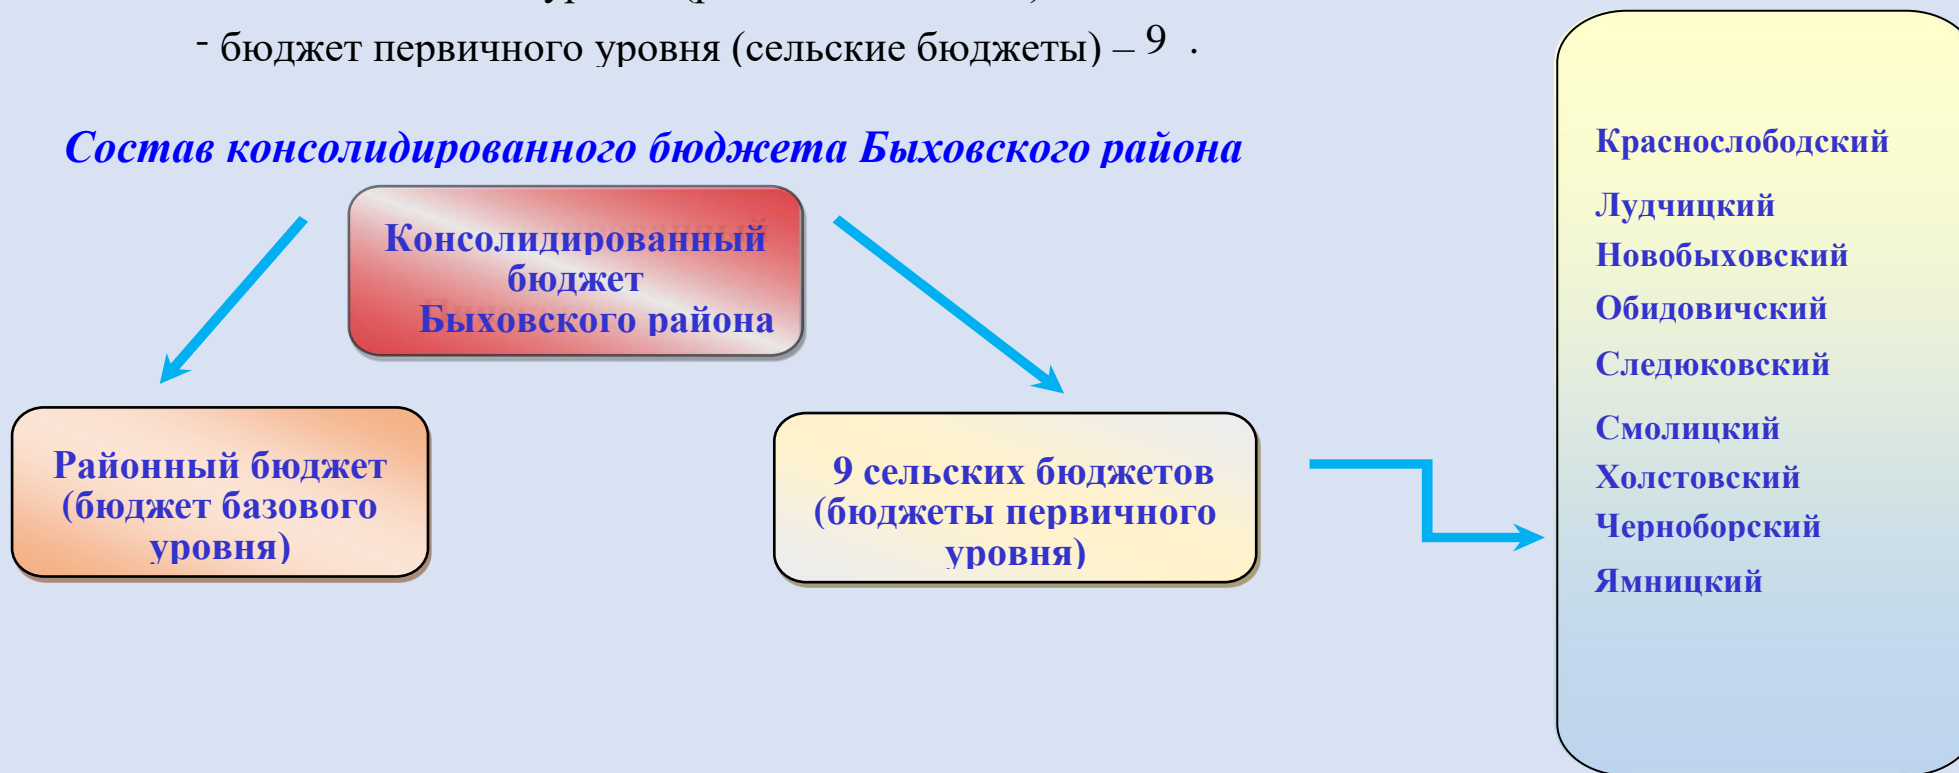 - бюджет первичного уровня (сельские бюджеты) – 9 .
Состав консолидированного бюджета Быховского района
Консолидированный
бюджет
Быховского района
Районный бюджет
(бюджет базового
уровня)
9 сельских бюджетов
(бюджеты первичного
уровня)
Краснослободский
Лудчицкий
Новобыховский
Обидовичский
Следюковский
Смолицкий
Холстовский
Черноборский
Ямницкий